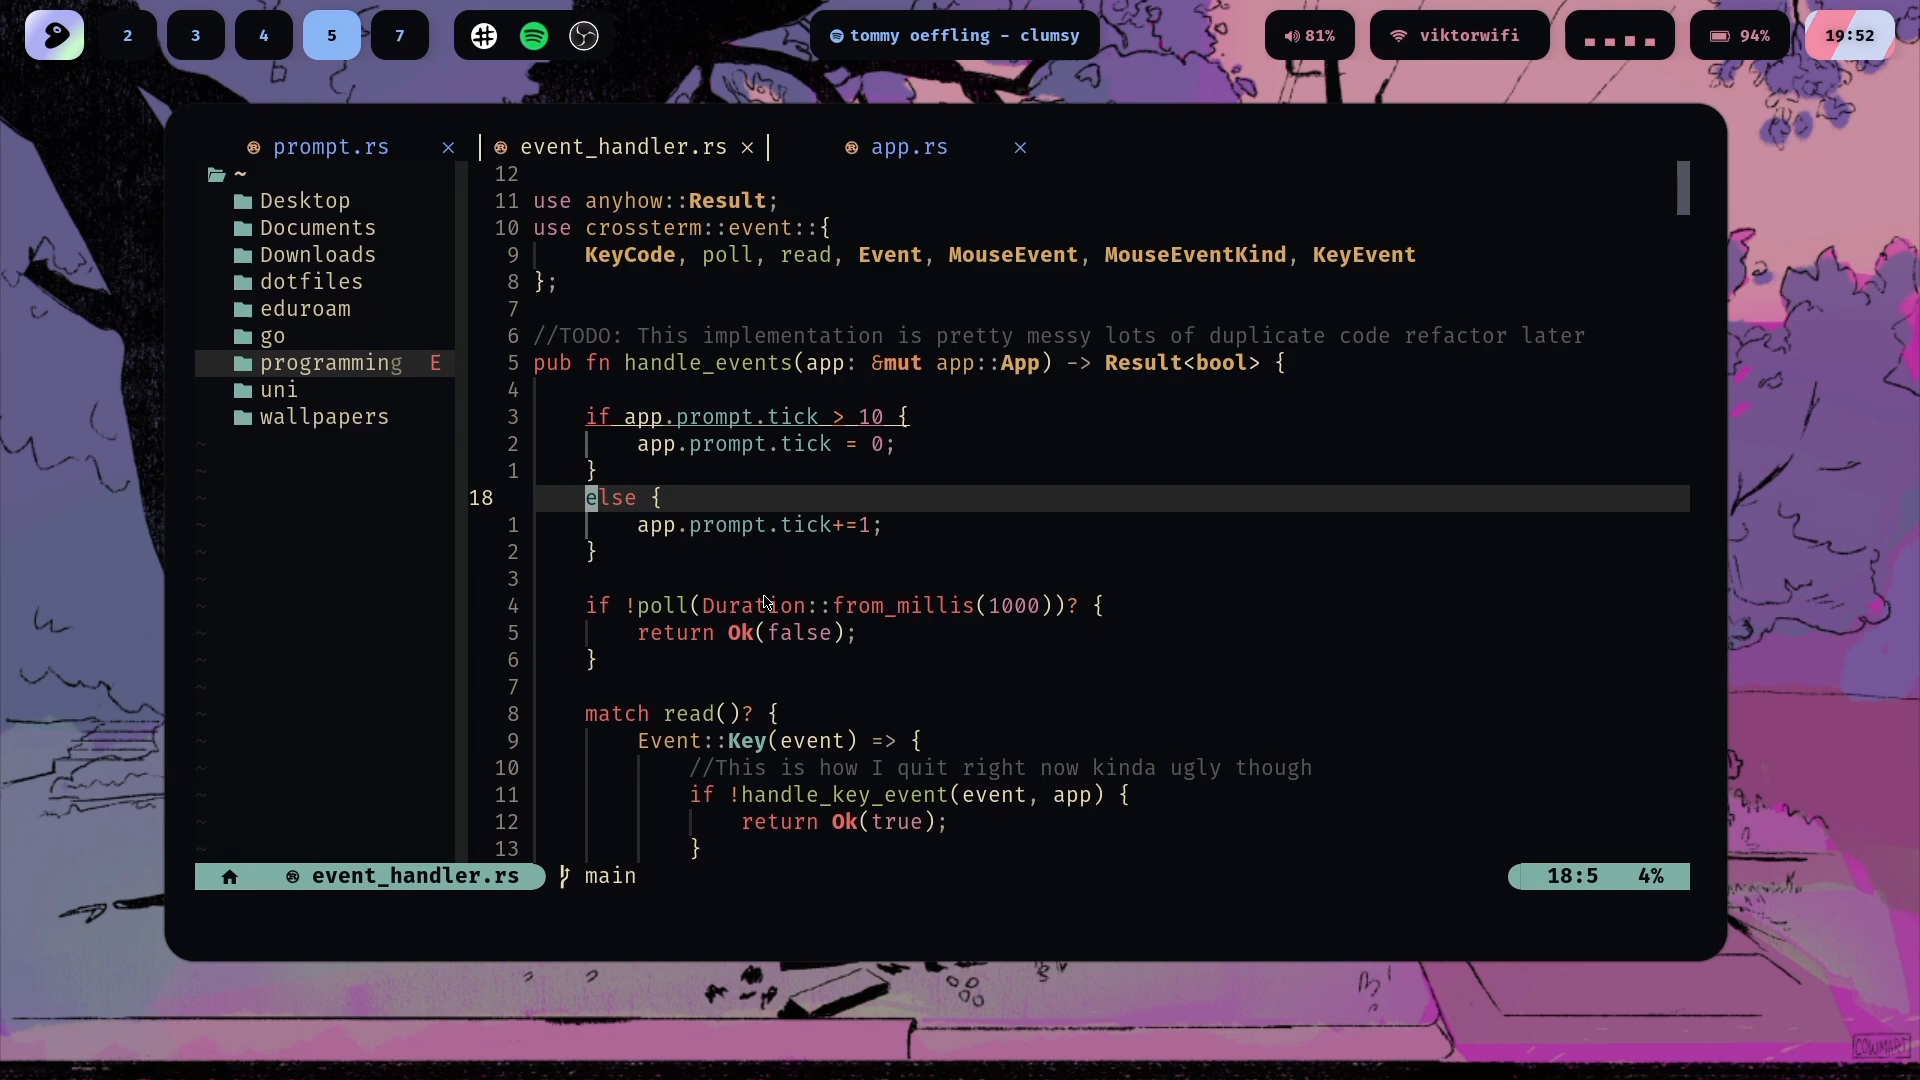 2 3 4 5 7 tommy oeffling - clumsy 81% viktorwifi 94% 19:52
prompt.rs × event_handler.rs × app.rs ×
~
Desktop
Documents
Downloads
dotfiles
eduroam
go
programming E
uni
wallpapers
12
11 use anyhow::Result;
10 use crossterm::event::{
9 KeyCode, poll, read, Event, MouseEvent, MouseEventKind, KeyEvent
8 };
7
6 //TODO: This implementation is pretty messy lots of duplicate code refactor later
5 pub fn handle_events(app: &mut app::App) -> Result<bool> {
4
3 if app.prompt.tick > 10 {
2 app.prompt.tick = 0;
1 }
18 else {
1 app.prompt.tick+=1;
2 }
3
4 if !poll(Duration::from_millis(1000))? {
5 return Ok(false);
6 }
7
8 match read()? {
9 Event::Key(event) => {
10 //This is how I quit right now kinda ugly though
11 if !handle_key_event(event, app) {
12 return Ok(true);
13 }
event_handler.rs main 18:5 4%
COWMART